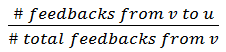 # feedbacks from v to u
# total feedbacks from v